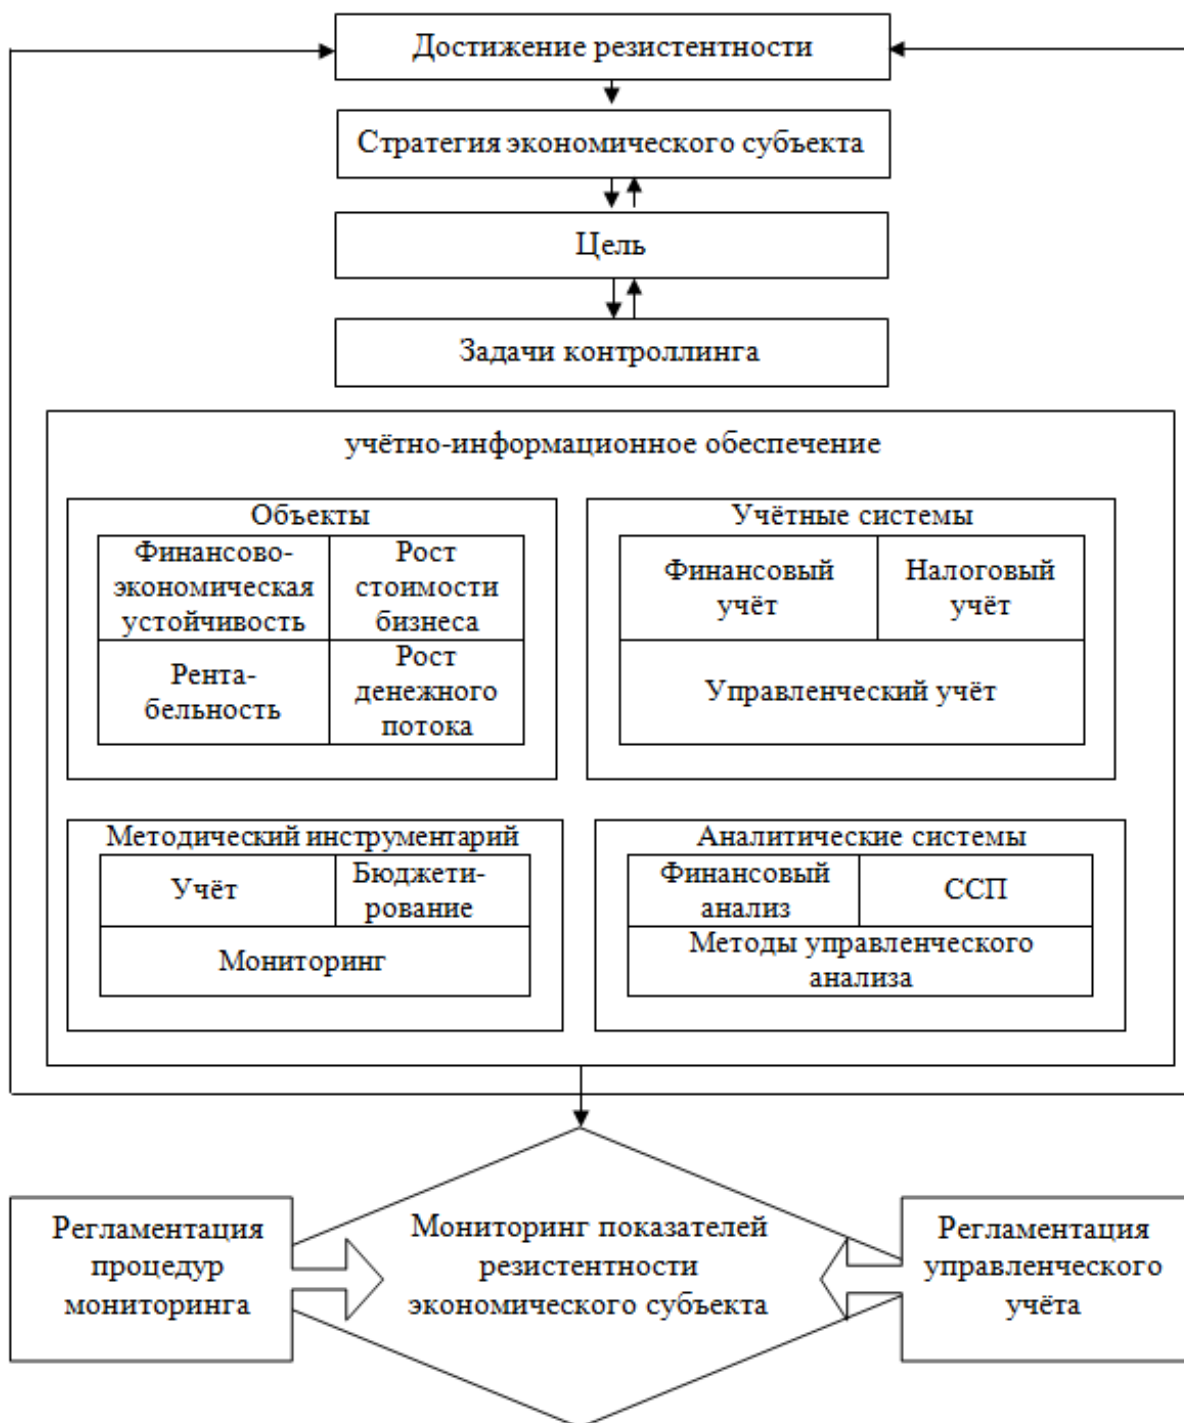 Достижение резистентности
Стратегия экономического субъекта
Цель
Задачи контроллинга
учётно-информационное обеспечение
Объекты
Финансово-
экономическая
устойчивость
Рост
стоимости
бизнеса
Рента-
бельность
Рост
денежного
потока
Учётные системы
Финансовый
учёт
Налоговый
учёт
Управленческий учёт
Методический инструментарий
Учёт
Бюджети-
рование
Мониторинг
Аналитические системы
Финансовый
анализ
ССП
Методы управленческого
анализа
Регламентация
процедур
мониторинга
Мониторинг показателей
резистентности
экономического субъекта
Регламентация
управленческого
учёта